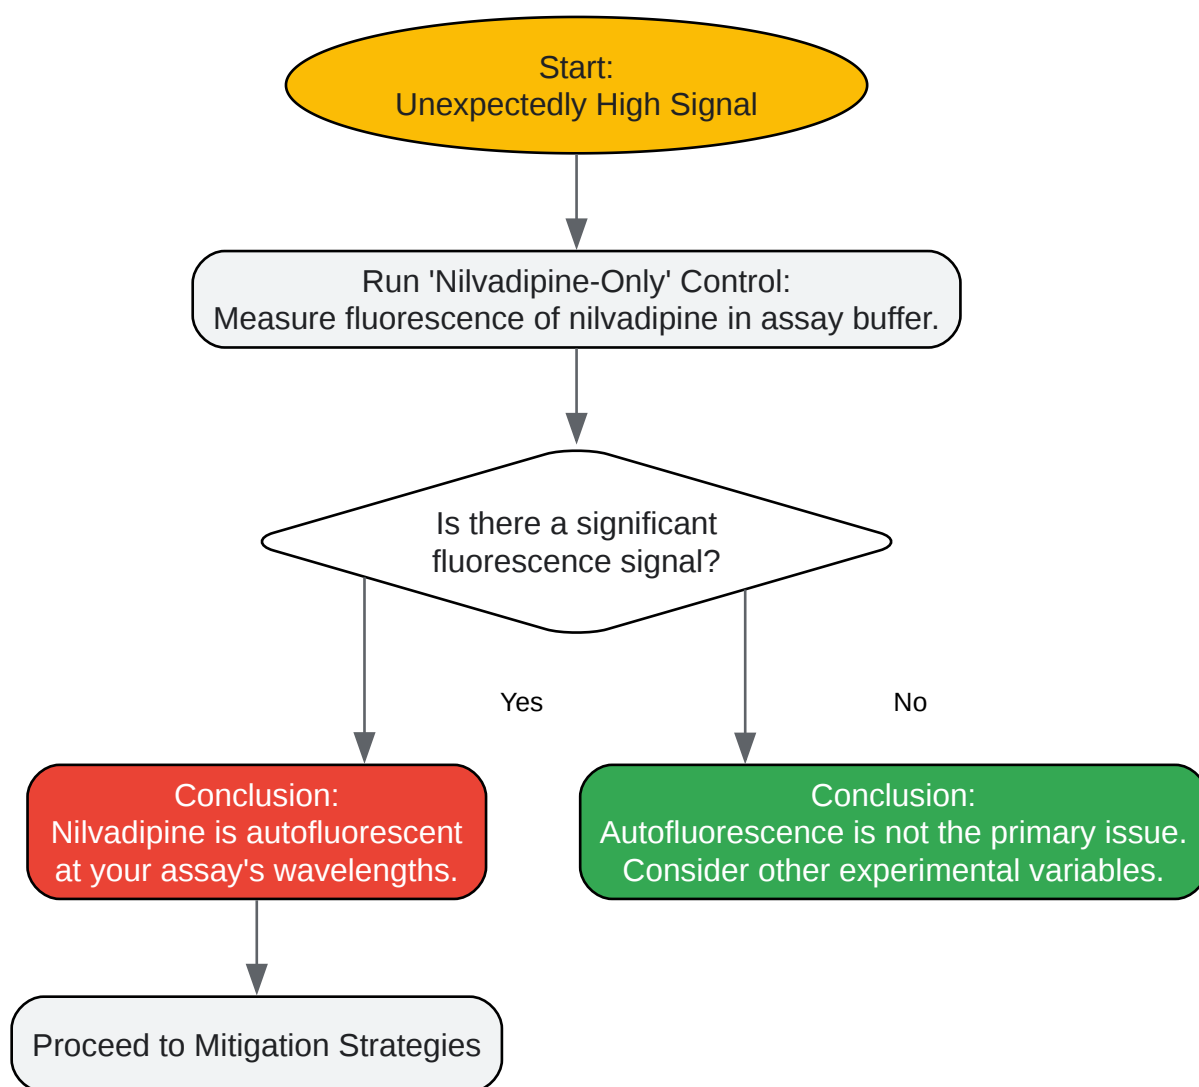 Start:
Unexpectedly High Signal
Run 'Nilvadipine-Only' Control:
Measure fluorescence of nilvadipine in assay buffer.
Is there a significant
fluorescence signal?
Yes
No
Conclusion:
Nilvadipine is autofluorescent
at your assay's wavelengths.
Conclusion:
Autofluorescence is not the primary issue.
Consider other experimental variables.
Proceed to Mitigation Strategies